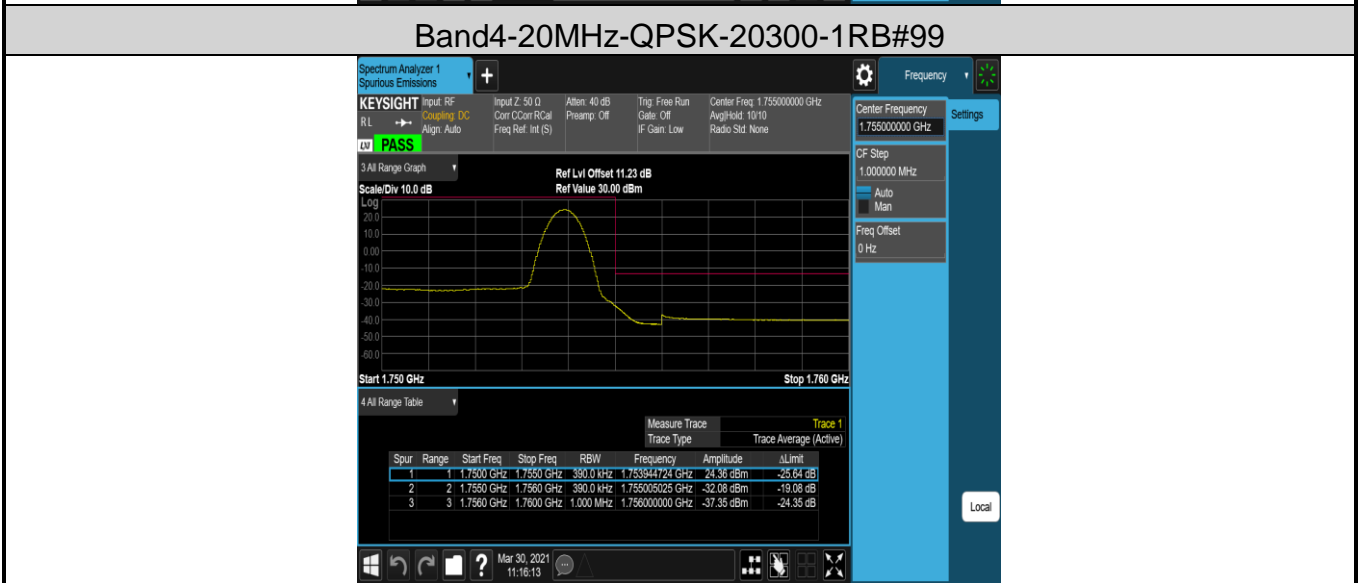 Band4-20MHz-QPSK-20300-1RB#99
Spectrum Analyzer 1
Spurious Emissions
+
Frequency
KEYSIGHT Input: RF Input Z: 50 Ω Atten: 40 dB Trig: Free Run Center Freq: 1.755000000 GHz
RL Coupling: DC Corr CCorr RCal Preamp: Off Gate: Off Avg|Hold: 10/10
Align: Auto Freq Ref: Int (S) IF Gain: Low Radio Std: None
LXI PASS
Center Frequency
1.755000000 GHz
Settings
CF Step
1.000000 MHz
Auto
Man
Freq Offset
0 Hz
3 All Range Graph
Ref Lvl Offset 11.23 dB
Scale/Div 10.0 dB Ref Value 30.00 dBm
Log
20.0
10.0
0.00
-10.0
-20.0
-30.0
-40.0
-50.0
-60.0
Start 1.750 GHz Stop 1.760 GHz
4 All Range Table
Measure Trace Trace 1
Trace Type Trace Average (Active)
Spur Range Start Freq Stop Freq RBW Frequency Amplitude ΔLimit
1 1 1.7500 GHz 1.7550 GHz 390.0 kHz 1.753944724 GHz 24.36 dBm -25.64 dB
2 2 1.7550 GHz 1.7560 GHz 390.0 kHz 1.755005025 GHz -32.08 dBm -19.08 dB
3 3 1.7560 GHz 1.7600 GHz 1.000 MHz 1.756000000 GHz -37.35 dBm -24.35 dB
Local
? Mar 30, 2021
11:16:13